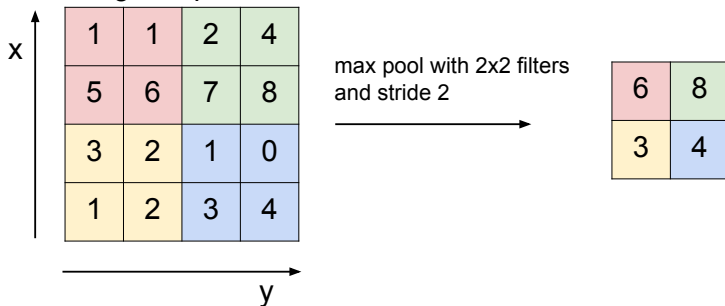 x
1 1 2 4
5 6 7 8
3 2 1 0
1 2 3 4
y
max pool with 2x2 filters
and stride 2
6 8
3 4